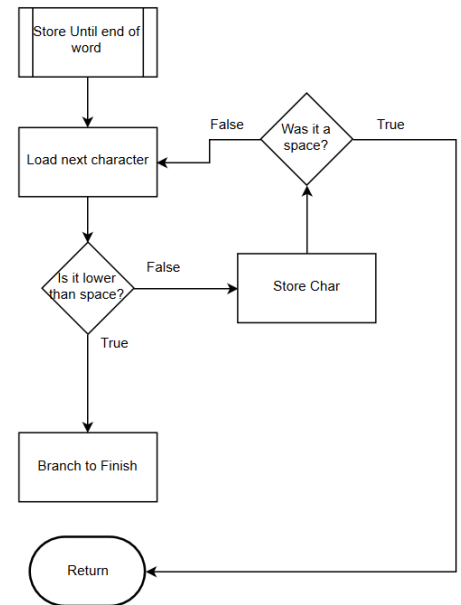 Store Until end of
word
Load next character
False
Was it a
space?
True
Is it lower
than space?
False
Store Char
True
Branch to Finish
Return